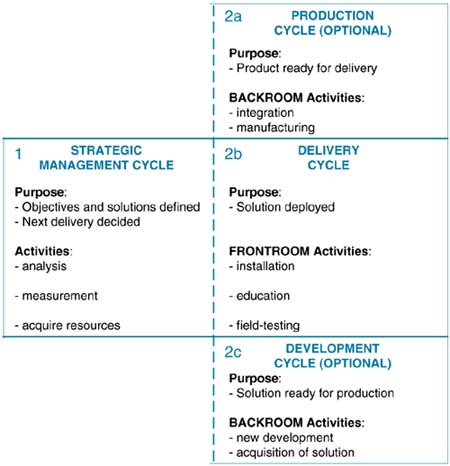 2a PRODUCTION
CYCLE (OPTIONAL)
Purpose:
- Product ready for delivery
BACKROOM Activities:
- integration
- manufacturing
1 STRATEGIC
MANAGEMENT CYCLE
Purpose:
- Objectives and solutions defined
- Next delivery decided
Activities:
- analysis
- measurement
- acquire resources
2b DELIVERY
CYCLE
Purpose:
- Solution deployed
FRONTROOM Activities:
- installation
- education
- field-testing
2c DEVELOPMENT
CYCLE (OPTIONAL)
Purpose:
- Solution ready for production
BACKROOM Activities:
- new development
- acquisition of solution